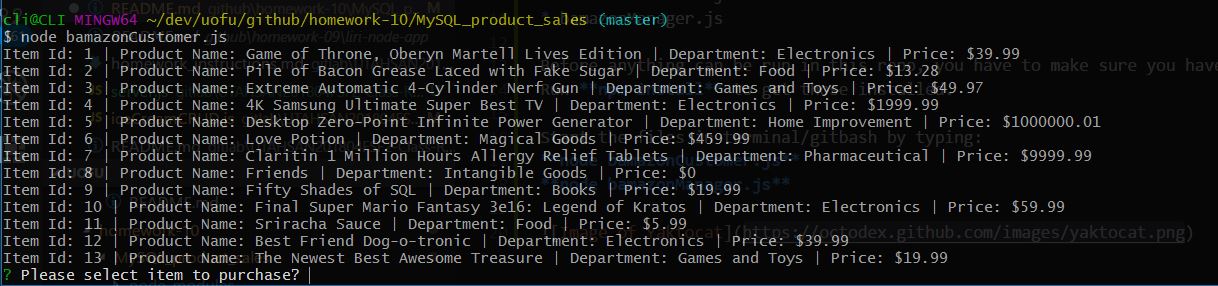 cli@CLI MINGW64 ~/dev/uofu/github/homework-10/MySQL_product_sales (master)
$ node bamazonCustomer.js
Item Id: 1 | Product Name: Game of Throne, Oberyn Martell Lives Edition | Department: Electronics | Price: $39.99
Item Id: 2 | Product Name: Pile of Bacon Grease Laced with Fake Sugar | Department: Food | Price: $13.28
Item Id: 3 | Product Name: Extreme Automatic 4-Cylinder Nerf Gun | Department: Games and Toys | Price: $49.97
Item Id: 4 | Product Name: 4K Samsung Ultimate Super Best TV | Department: Electronics | Price: $1999.99
Item Id: 5 | Product Name: Desktop Zero-Point Infinite Power Generator | Department: Home Improvement | Price: $1000000.01
Item Id: 6 | Product Name: Love Potion | Department: Magical Goods | Price: $459.99
Item Id: 7 | Product Name: Claritin 1 Million Hours Allergy Relief Tablets | Department: Pharmaceutical | Price: $9999.99
Item Id: 8 | Product Name: Friends | Department: Intangible Goods | Price: $0
Item Id: 9 | Product Name: Fifty Shades of SQL | Department: Books | Price: $19.99
Item Id: 10 | Product Name: Final Super Mario Fantasy 3e16: Legend of Kratos | Department: Electronics | Price: $59.99
Item Id: 11 | Product Name: Sriracha Sauce | Department: Food | Price: $5.99
Item Id: 12 | Product Name: Best Friend Dog-o-tronic | Department: Electronics | Price: $39.99
Item Id: 13 | Product Name: The Newest Best Awesome Treasure | Department: Games and Toys | Price: $19.99
? Please select item to purchase?